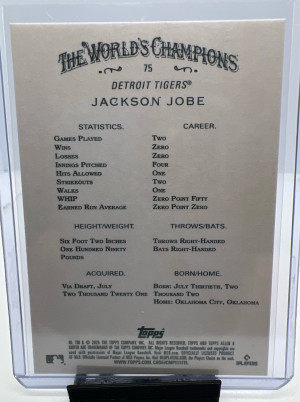 The World's Champions
75
DETROIT TIGERS®
JACKSON JOBE
STATISTICS. CAREER.
Games Played Two
Wins Zero
Losses Zero
Innings Pitched Four
Hits Allowed One
Strikeouts Two
Walks One
WHIP Zero Point Fifty
Earned Run Average Zero Point Zero
HEIGHT/WEIGHT. THROWS/BATS.
Six Foot Two Inches Throws Right-Handed
One Hundred Ninety Bats Right-Handed
Pounds
ACQUIRED. BORN/HOME.
Via Draft, July Born: July Thirtieth, Two
Two Thousand Twenty One Thousand Two
Home: Oklahoma City, Oklahoma
Topps